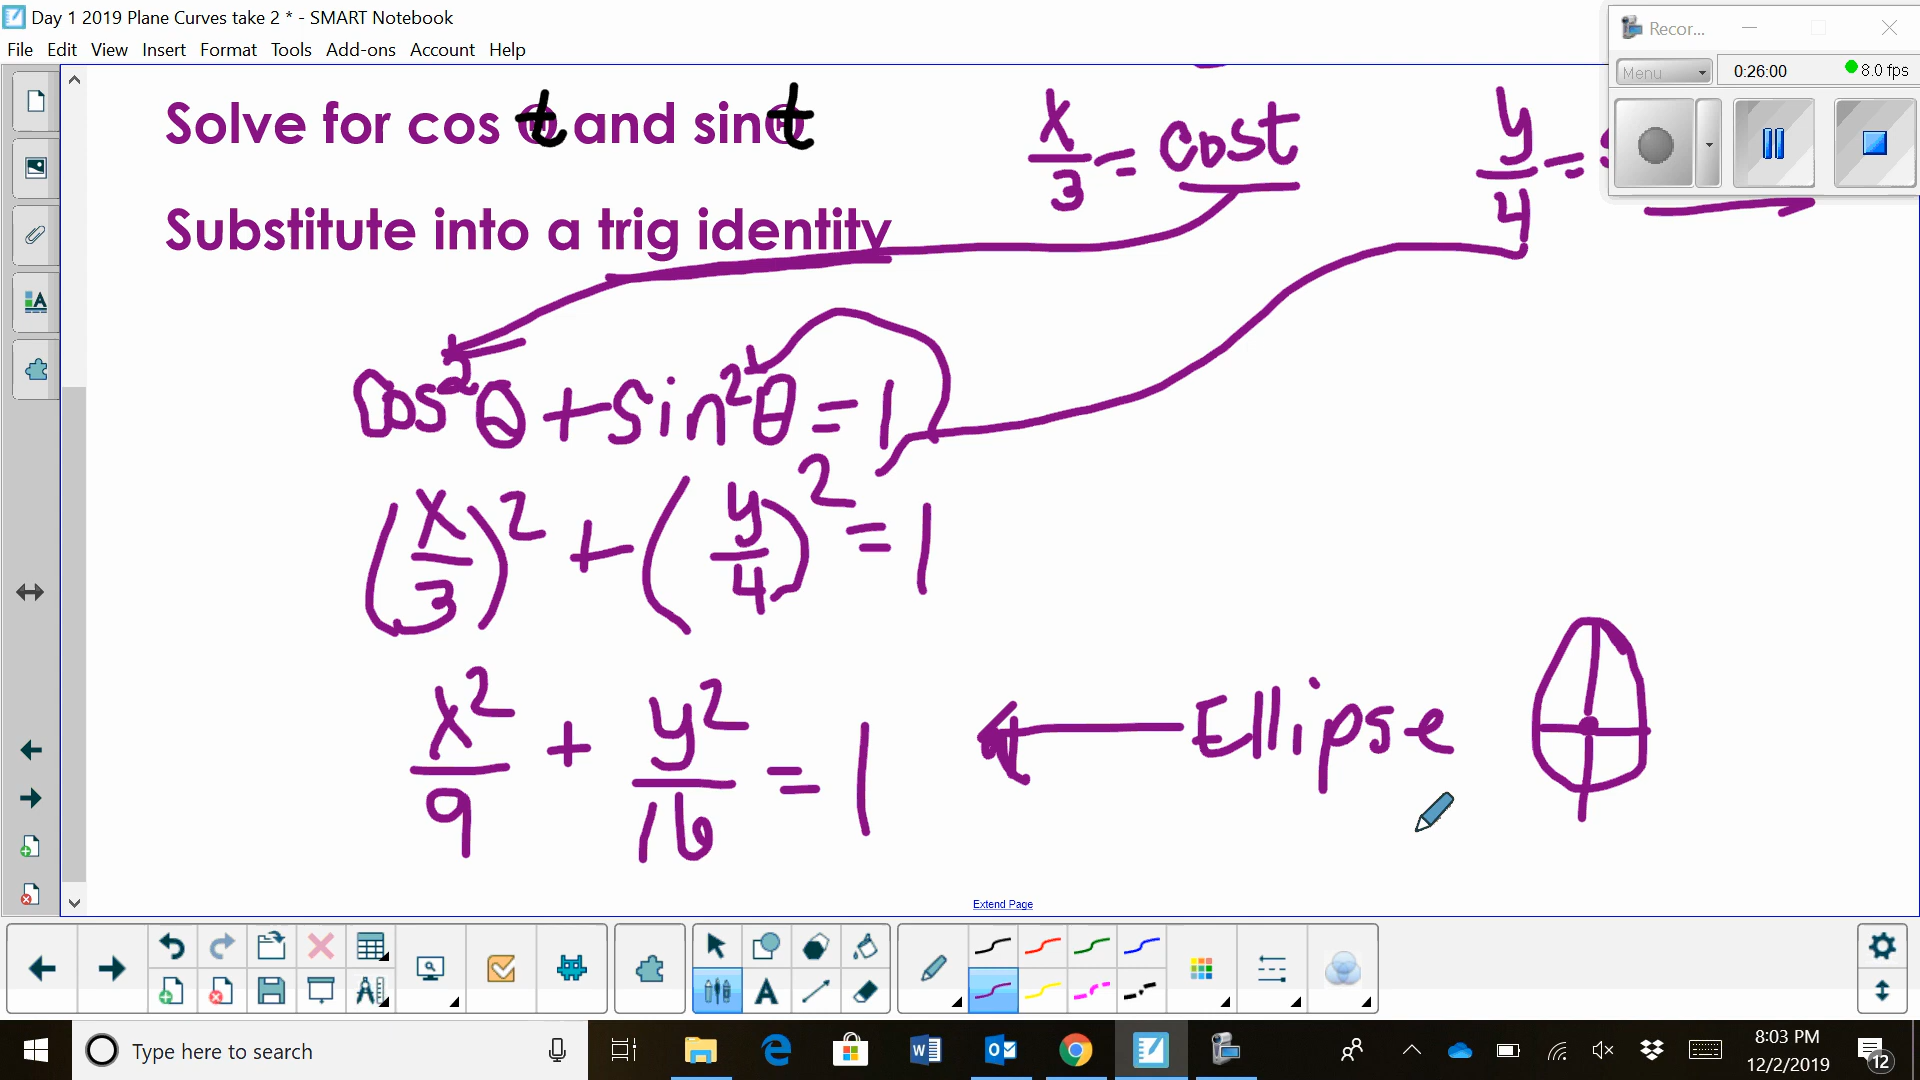 Day 1 2019 Plane Curves take 2 * - SMART Notebook
File Edit View Insert Format Tools Add-ons Account Help
Recor...
Menu 0:26:00 8.0 fps
Solve for cos t and sin t
x/3 = cost y/4 =
Substitute into a trig identity
cos²θ + sin²θ = 1
(x/3)² + (y/4)² = 1
x²/9 + y²/16 = 1 ← Ellipse
Extend Page
Type here to search
8:03 PM
12/2/2019
12